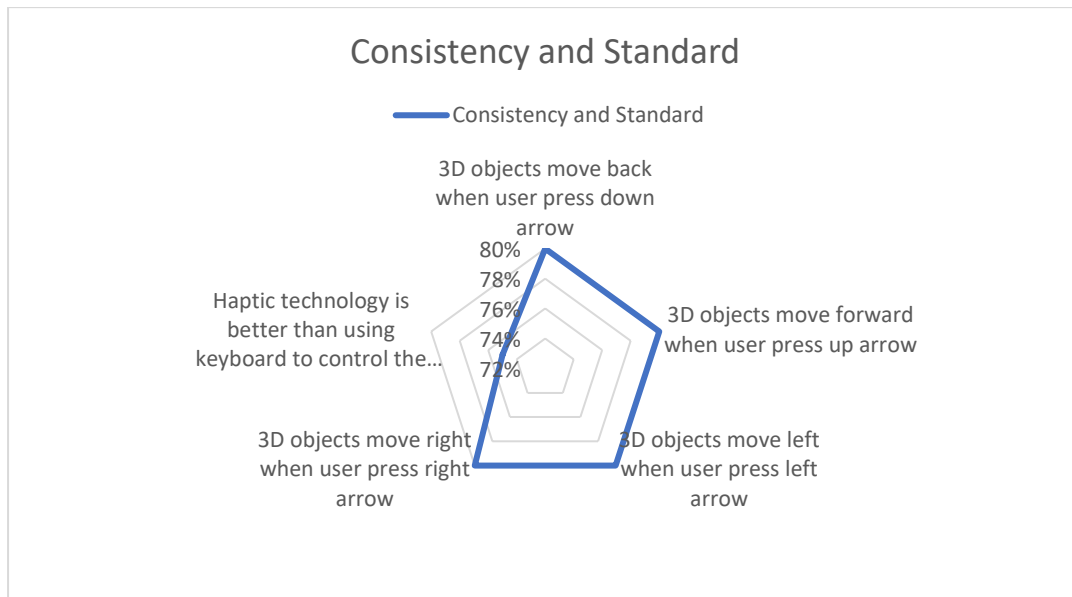 Consistency and Standard
Consistency and Standard
3D objects move back
when user press down
arrow
80%
78%
76%
74%
72%
3D objects move forward
when user press up arrow
3D objects move left
when user press left
arrow
3D objects move right
when user press right
arrow
Haptic technology is
better than using
keyboard to control the...